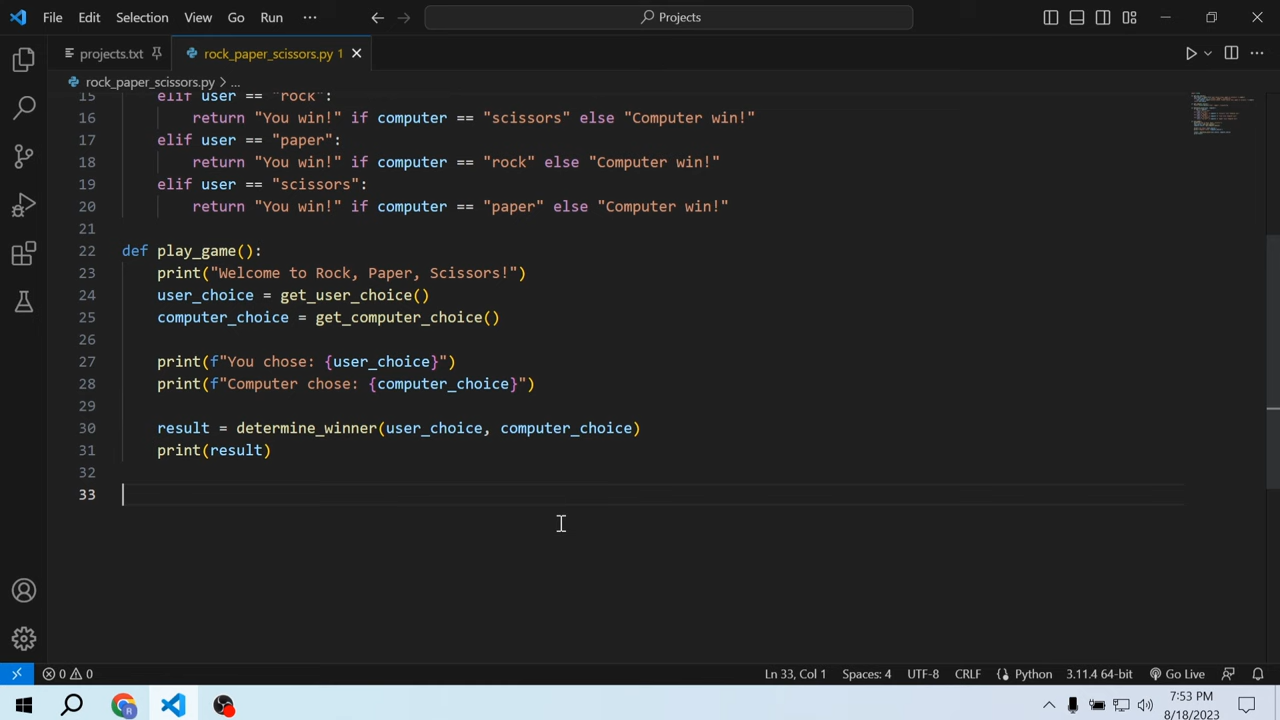 File Edit Selection View Go Run ··· Projects
projects.txt rock_paper_scissors.py 1
rock_paper_scissors.py > ...
15 elif user == "rock":
16 return "You win!" if computer == "scissors" else "Computer win!"
17 elif user == "paper":
18 return "You win!" if computer == "rock" else "Computer win!"
19 elif user == "scissors":
20 return "You win!" if computer == "paper" else "Computer win!"
21
22 def play_game():
23 print("Welcome to Rock, Paper, Scissors!")
24 user_choice = get_user_choice()
25 computer_choice = get_computer_choice()
26
27 print(f"You chose: {user_choice}")
28 print(f"Computer chose: {computer_choice}")
29
30 result = determine_winner(user_choice, computer_choice)
31 print(result)
32
33
0 0 Ln 33, Col 1 Spaces: 4 UTF-8 CRLF Python 3.11.4 64-bit Go Live
R 7:53 PM
8/18/2023